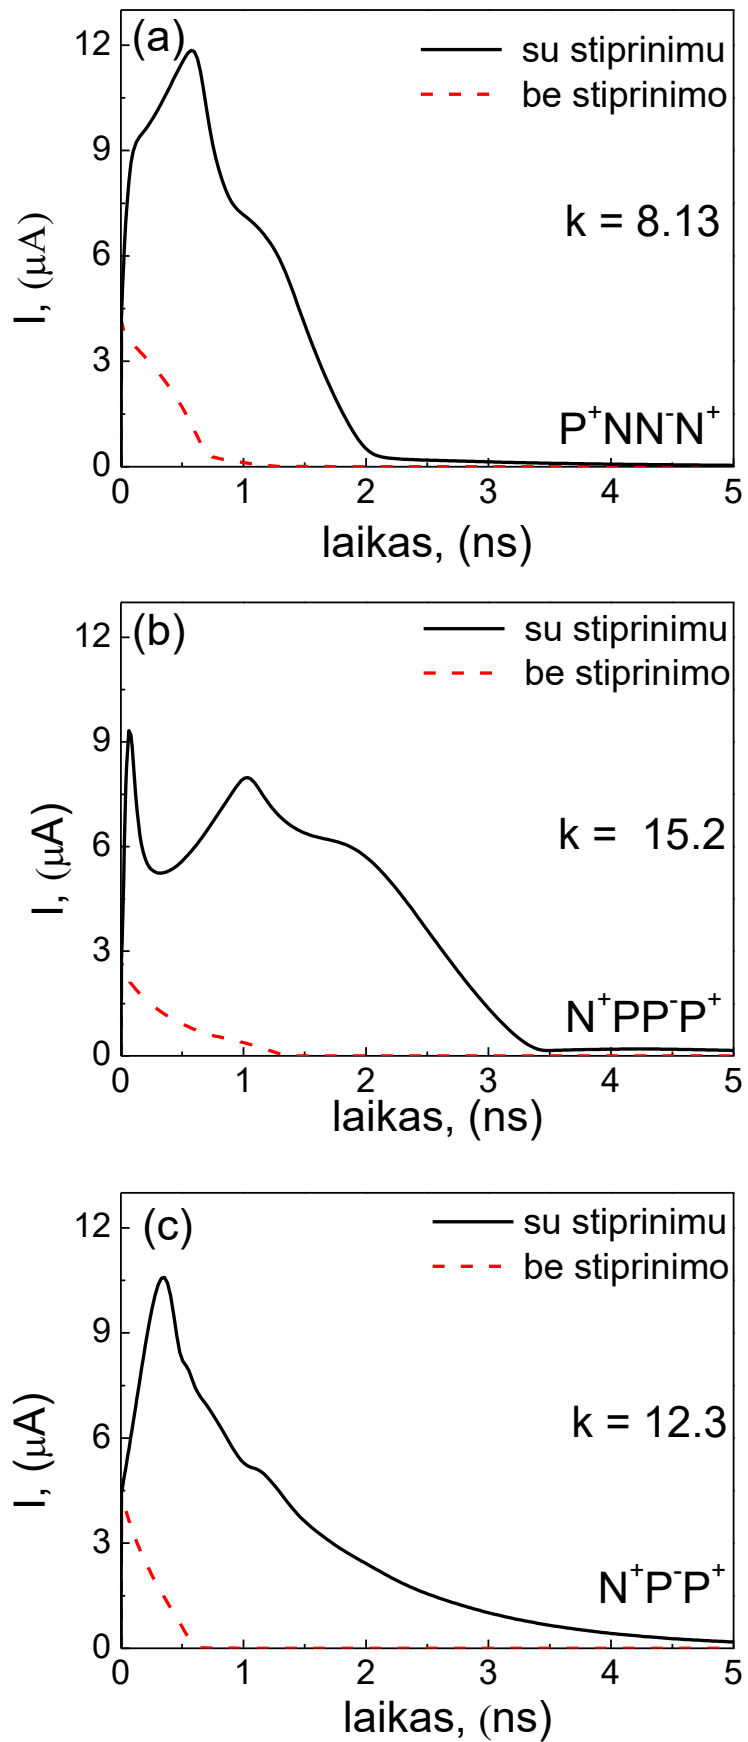 (a)
su stiprinimu
be stiprinimo
k = 8.13
P⁺NN⁻N⁺
I, (μA)
12
9
6
3
0
0 1 2 3 4 5
laikas, (ns)
(b)
su stiprinimu
be stiprinimo
k = 15.2
N⁺PP⁻P⁺
I, (μA)
12
9
6
3
0
0 1 2 3 4 5
laikas, (ns)
(c)
su stiprinimu
be stiprinimo
k = 12.3
N⁺P⁻P⁺
I, (μA)
12
9
6
3
0
0 1 2 3 4 5
laikas, (ns)